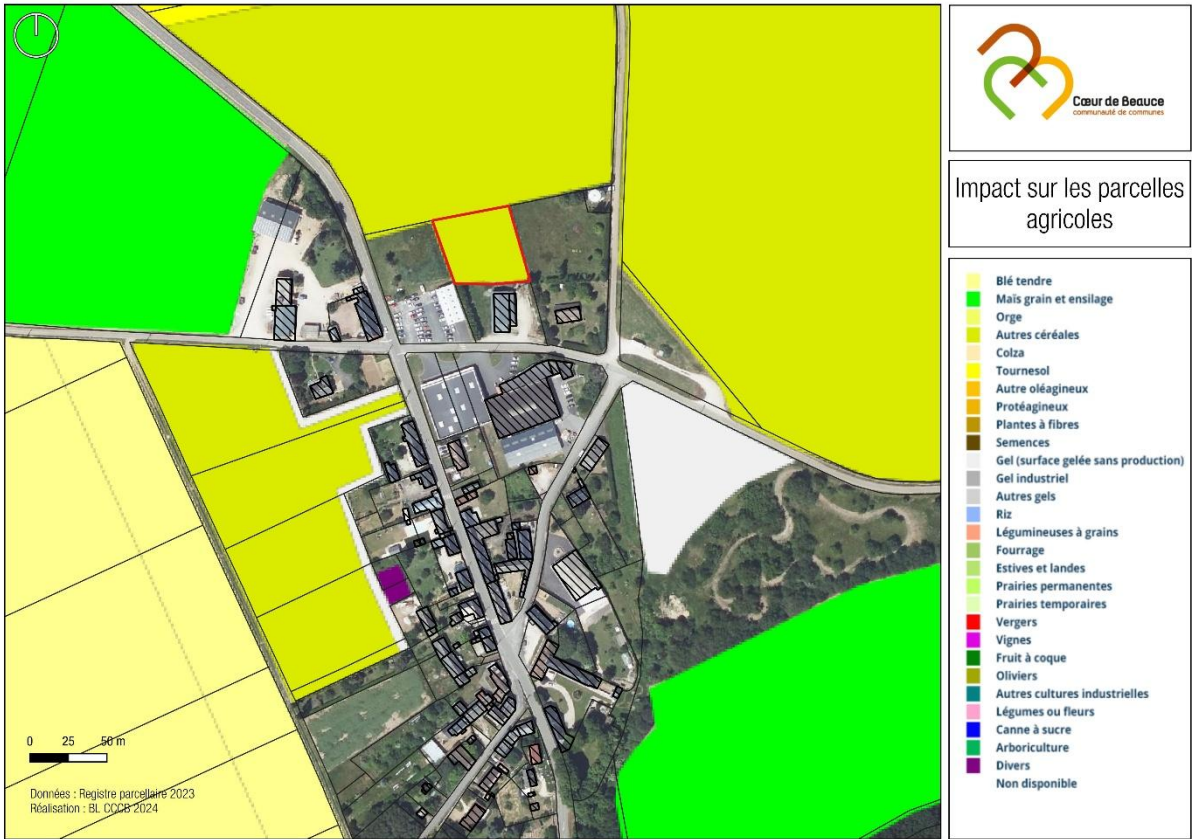 Cœur de Beauce
communauté de communes
Impact sur les parcelles
agricoles
Blé tendre
Maïs grain et ensilage
Orge
Autres céréales
Colza
Tournesol
Autre oléagineux
Protéagineux
Plantes à fibres
Semences
Gel (surface gelée sans production)
Gel industriel
Autres gels
Riz
Légumineuses à grains
Fourrage
Estives et landes
Prairies permanentes
Prairies temporaires
Vergers
Vignes
Fruit à coque
Oliviers
Autres cultures industrielles
Légumes ou fleurs
Canne à sucre
Arboriculture
Divers
Non disponible
0 25 50 m
Données : Registre parcellaire 2023
Réalisation : BL CCCB 2024